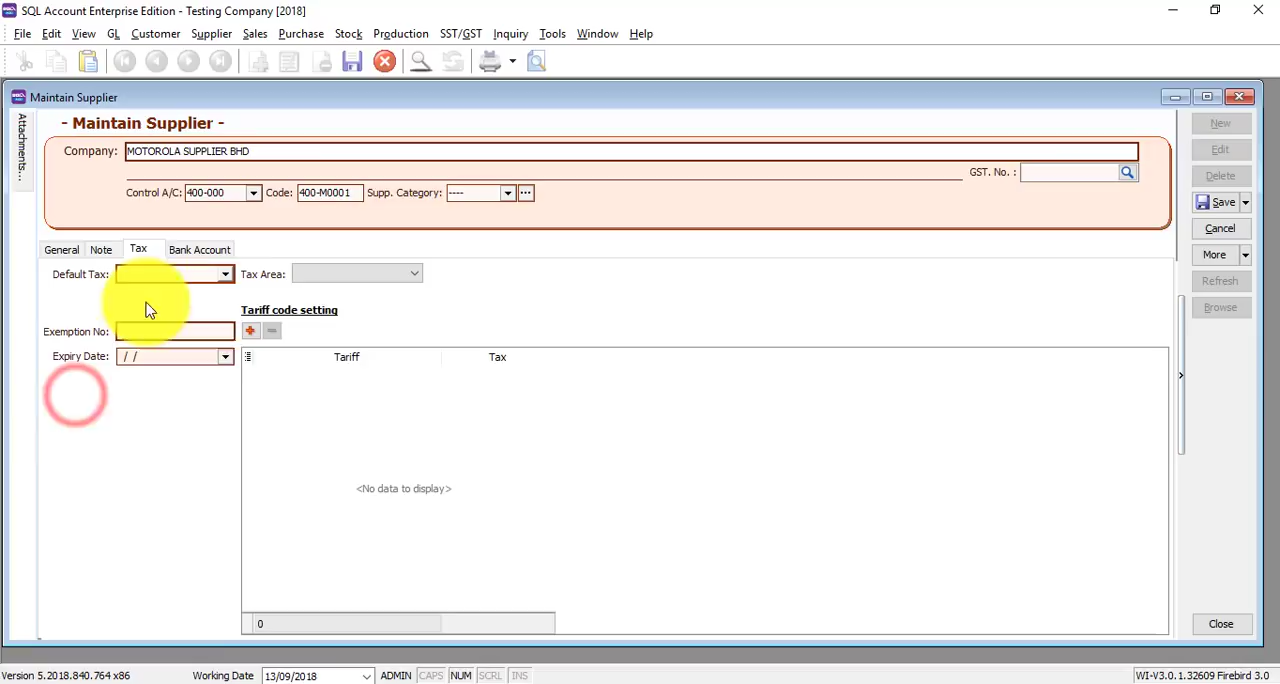 SQL Account Enterprise Edition - Testing Company [2018]
File Edit View GL Customer Supplier Sales Purchase Stock Production SST/GST Inquiry Tools Window Help
Maintain Supplier
Attachments...
- Maintain Supplier -
Company: MOTOROLA SUPPLIER BHD
GST. No. :
Control A/C: 400-000 Code: 400-M0001 Supp. Category: ----
General Note Tax Bank Account
Default Tax: Tax Area:
Tariff code setting
Exemption No:
Expiry Date: / /
Tariff Tax
<No data to display>
0
New
Edit
Delete
Save
Cancel
More
Refresh
Browse
Close
Version 5.2018.840.764 x86 Working Date 13/09/2018 ADMIN CAPS NUM SCRL INS WI-V3.0.1.32609 Firebird 3.0